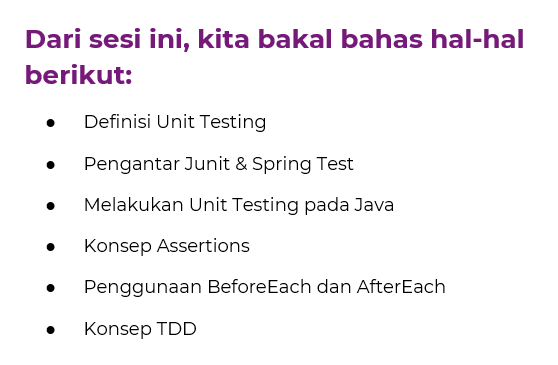 Dari sesi ini, kita bakal bahas hal-hal
berikut:
● Definisi Unit Testing
● Pengantar Junit & Spring Test
● Melakukan Unit Testing pada Java
● Konsep Assertions
● Penggunaan BeforeEach dan AfterEach
● Konsep TDD